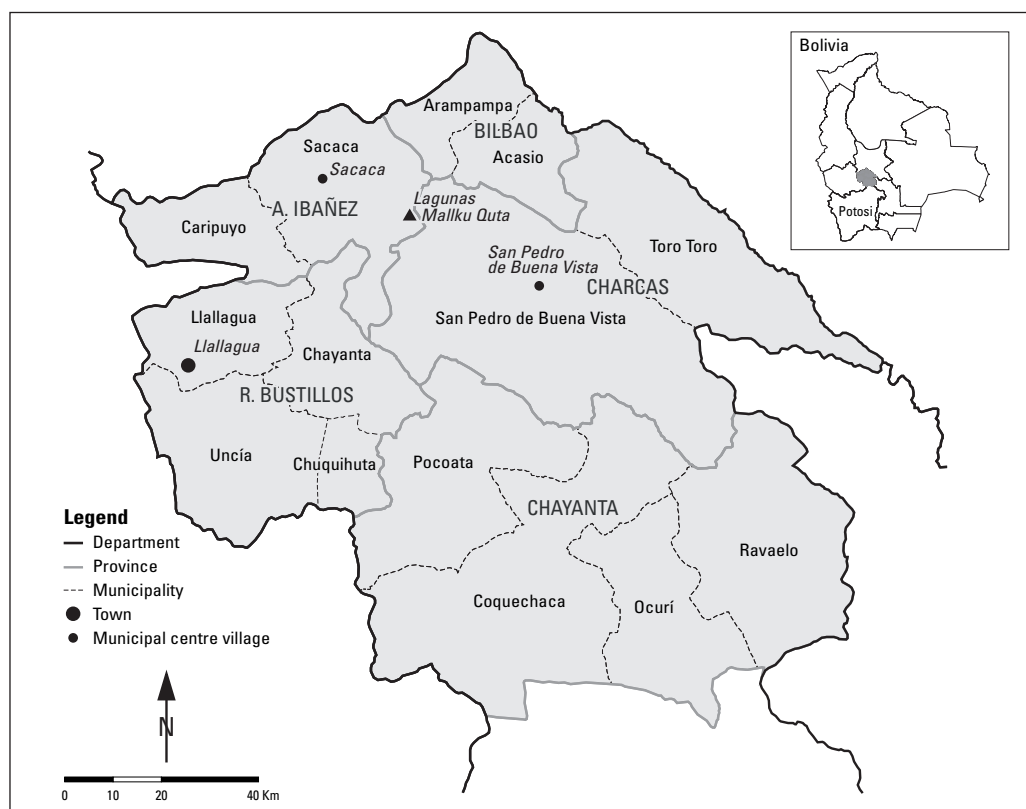 Bolivia
Potosi
Arampampa
BILBAO
Acasio
Sacaca
Sacaca
A. IBAÑEZ
Caripuyo
Lagunas
Mallku Quta
Toro Toro
San Pedro
de Buena Vista
CHARCAS
San Pedro de Buena Vista
Llallagua
Llallagua
Chayanta
R. BUSTILLOS
Uncía
Chuquihuta
Pocoata
CHAYANTA
Ravaelo
Coquechaca
Ocurí
Legend
Department
Province
Municipality
Town
Municipal centre village
N
0 10 20 40 Km